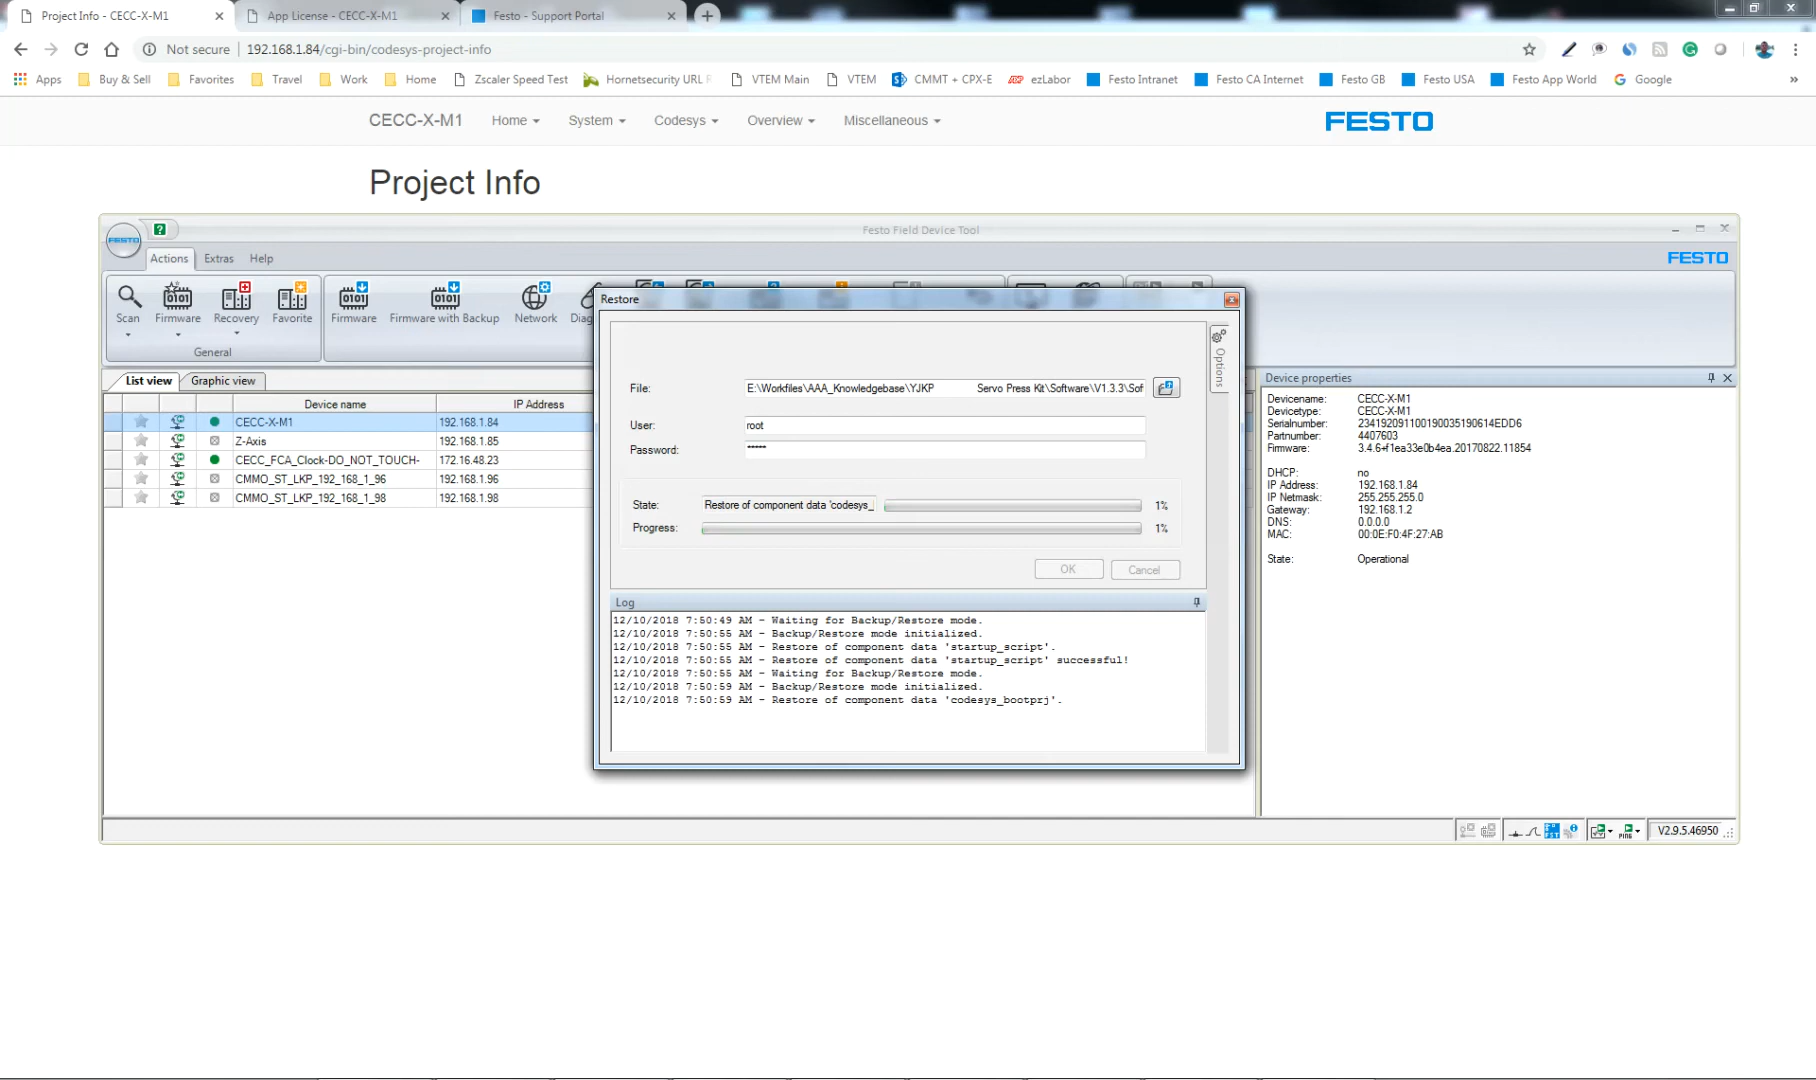 Project Info - CECC-X-M1
App License - CECC-X-M1
Festo - Support Portal
Not secure | 192.168.1.84/cgi-bin/codesys-project-info
Apps Buy & Sell Favorites Travel Work Home Zscaler Speed Test Hornetsecurity URL VTEM Main VTEM CMMT + CPX-E ezLabor Festo Intranet Festo CA Internet Festo GB Festo USA Festo App World Google »
CECC-X-M1 Home System Codesys Overview Miscellaneous FESTO
Project Info
Festo Field Device Tool
FESTO
Actions Extras Help FESTO
Scan Firmware Recovery Favorite Firmware Firmware with Backup Network Diag
General
Restore
File: E:\Workfiles\AAA_Knowledgebase\YJKP Servo Press Kit\Software\V1.3.3\Sof
User: root
Password: *****
State: Restore of component data 'codesys_ 1%
Progress: 1%
OK Cancel
Options
Log
12/10/2018 7:50:49 AM - Waiting for Backup/Restore mode.
12/10/2018 7:50:55 AM - Backup/Restore mode initialized.
12/10/2018 7:50:55 AM - Restore of component data 'startup_script'.
12/10/2018 7:50:55 AM - Restore of component data 'startup_script' successful!
12/10/2018 7:50:55 AM - Waiting for Backup/Restore mode.
12/10/2018 7:50:59 AM - Backup/Restore mode initialized.
12/10/2018 7:50:59 AM - Restore of component data 'codesys_bootprj'.
List view Graphic view
Device name IP Address
CECC-X-M1 192.168.1.84
Z-Axis 192.168.1.85
CECC_FCA_Clock-DO_NOT_TOUCH- 172.16.48.23
CMMO_ST_LKP_192_168_1_96 192.168.1.96
CMMO_ST_LKP_192_168_1_98 192.168.1.98
Device properties
Devicename: CECC-X-M1
Devicetype: CECC-X-M1
Serialnumber: 234192091100190035190614EDD6
Partnumber: 4407603
Firmware: 3.4.6+f1ea33e0b4ea.20170822.11854
DHCP: no
IP Address: 192.168.1.84
IP Netmask: 255.255.255.0
Gateway: 192.168.1.2
DNS: 0.0.0.0
MAC: 00:0E:F0:4F:27:AB
State: Operational
V2.9.5.46950